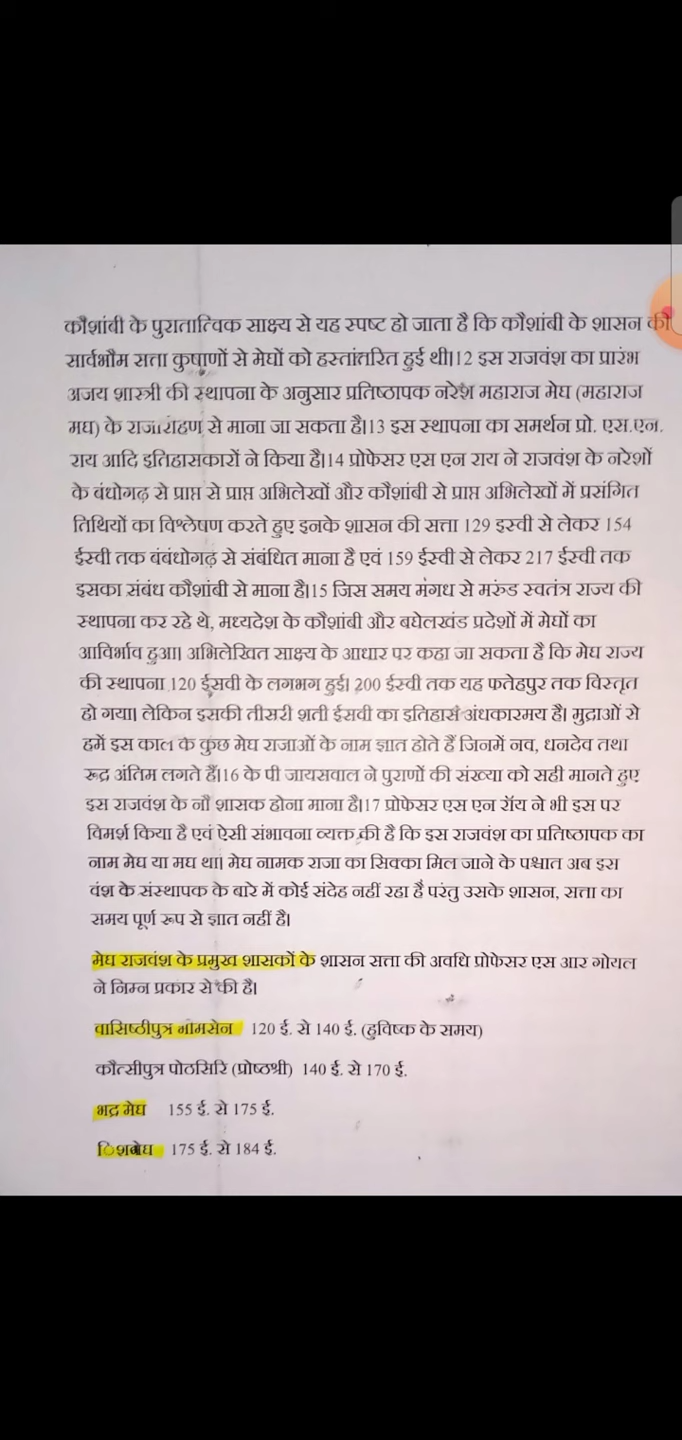 कौशांबी के पुरातात्विक साक्ष्य से यह स्पष्ट हो जाता है कि कौशांबी के शासन की
सार्वभौम सत्ता कुषाणों से मेघों को हस्तांतरित हुई थी।12 इस राजवंश का प्रारंभ
अजय शास्त्री की स्थापना के अनुसार प्रतिष्ठापक नरेश महाराज मेघ (महाराज
मघ) के राजारोहण से माना जा सकता है।13 इस स्थापना का समर्थन प्रो. एस.एन.
राय आदि इतिहासकारों ने किया है।14 प्रोफेसर एस एन राय ने राजवंश के नरेशों
के बंधोगढ़ से प्राप्त से प्राप्त अभिलेखों और कौशांबी से प्राप्त अभिलेखों में प्रसंगित
तिथियों का विश्लेषण करते हुए इनके शासन की सत्ता 129 इस्वी से लेकर 154
ईस्वी तक बंबंधोगढ़ से संबंधित माना है एवं 159 ईस्वी से लेकर 217 ईस्वी तक
इसका संबंध कौशांबी से माना है।15 जिस समय मगध से मरुंड स्वतंत्र राज्य की
स्थापना कर रहे थे, मध्यदेश के कौशांबी और बघेलखंड प्रदेशों में मेघों का
आविर्भाव हुआ। अभिलेखित साक्ष्य के आधार पर कहा जा सकता है कि मेघ राज्य
की स्थापना 120 ईसवी के लगभग हुई। 200 ईस्वी तक यह फतेहपुर तक विस्तृत
हो गया। लेकिन इसकी तीसरी शती ईसवी का इतिहास अंधकारमय है। मुद्राओं से
हमें इस काल के कुछ मेघ राजाओं के नाम ज्ञात होते हैं जिनमें नव, धनदेव तथा
रूद्र अंतिम लगते हैं।16 के पी जायसवाल ने पुराणों की संख्या को सही मानते हुए
इस राजवंश के नौ शासक होना माना है।17 प्रोफेसर एस एन रॉय ने भी इस पर
विमर्श किया है एवं ऐसी संभावना व्यक्त की है कि इस राजवंश का प्रतिष्ठापक का
नाम मेघ या मघ था। मेघ नामक राजा का सिक्का मिल जाने के पश्चात अब इस
वंश के संस्थापक के बारे में कोई संदेह नहीं रहा है परंतु उसके शासन, सत्ता का
समय पूर्ण रूप से ज्ञात नहीं है।
मेघ राजवंश के प्रमुख शासकों के शासन सत्ता की अवधि प्रोफेसर एस आर गोयल
ने निम्न प्रकार से की है।
वासिष्ठीपुत्र भीमसेन 120 ई. से 140 ई. (हुविष्क के समय)
कौत्सीपुत्र पोठसिरि (प्रोष्ठश्री) 140 ई. से 170 ई.
भद्र मेघ 155 ई. से 175 ई.
175 ई. से 184 ई.